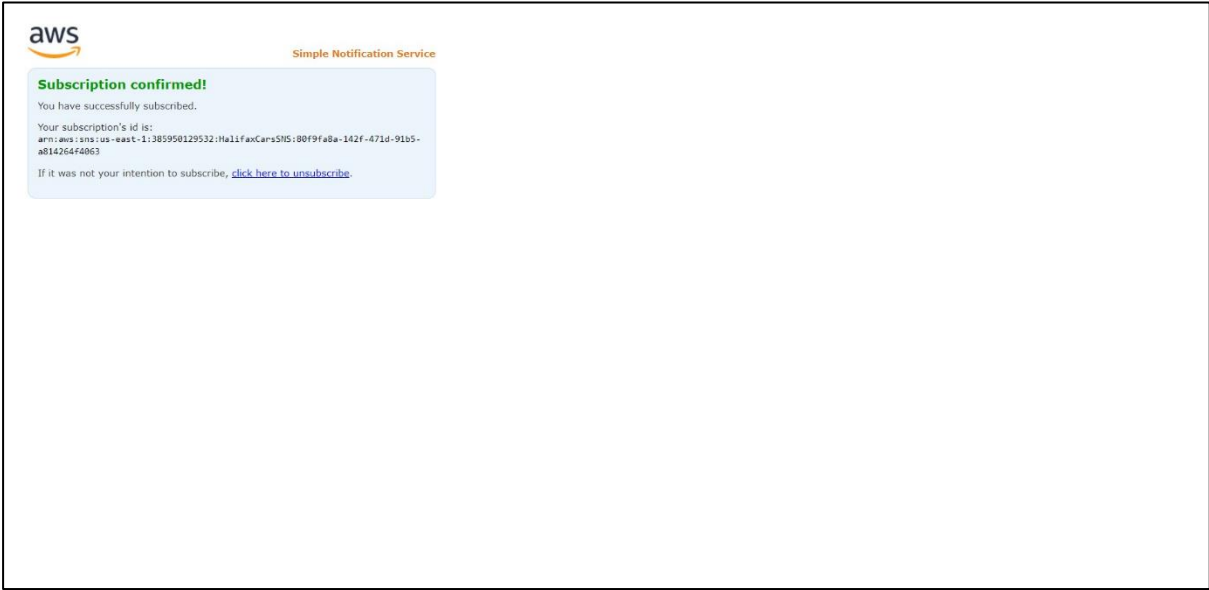 aws
Simple Notification Service
Subscription confirmed!
You have successfully subscribed.
Your subscription's id is:
arn:aws:sns:us-east-1:385950129532:HalifaxCarsSNS:80f9fa8a-142f-471d-91b5-
a814264f4063
If it was not your intention to subscribe, click here to unsubscribe.